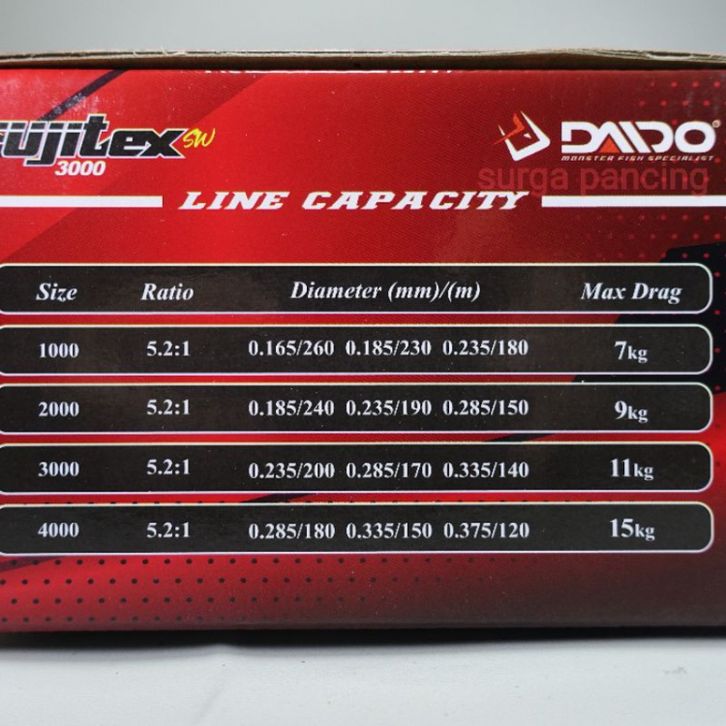 Fujitex SW
3000
DAIDO
MONSTER FISH SPECIALIST
surga pancing
LINE CAPACITY
Size Ratio Diameter (mm)/(m) Max Drag
1000 5.2:1 0.165/260 0.185/230 0.235/180 7kg
2000 5.2:1 0.185/240 0.235/190 0.285/150 9kg
3000 5.2:1 0.235/200 0.285/170 0.335/140 11kg
4000 5.2:1 0.285/180 0.335/150 0.375/120 15kg